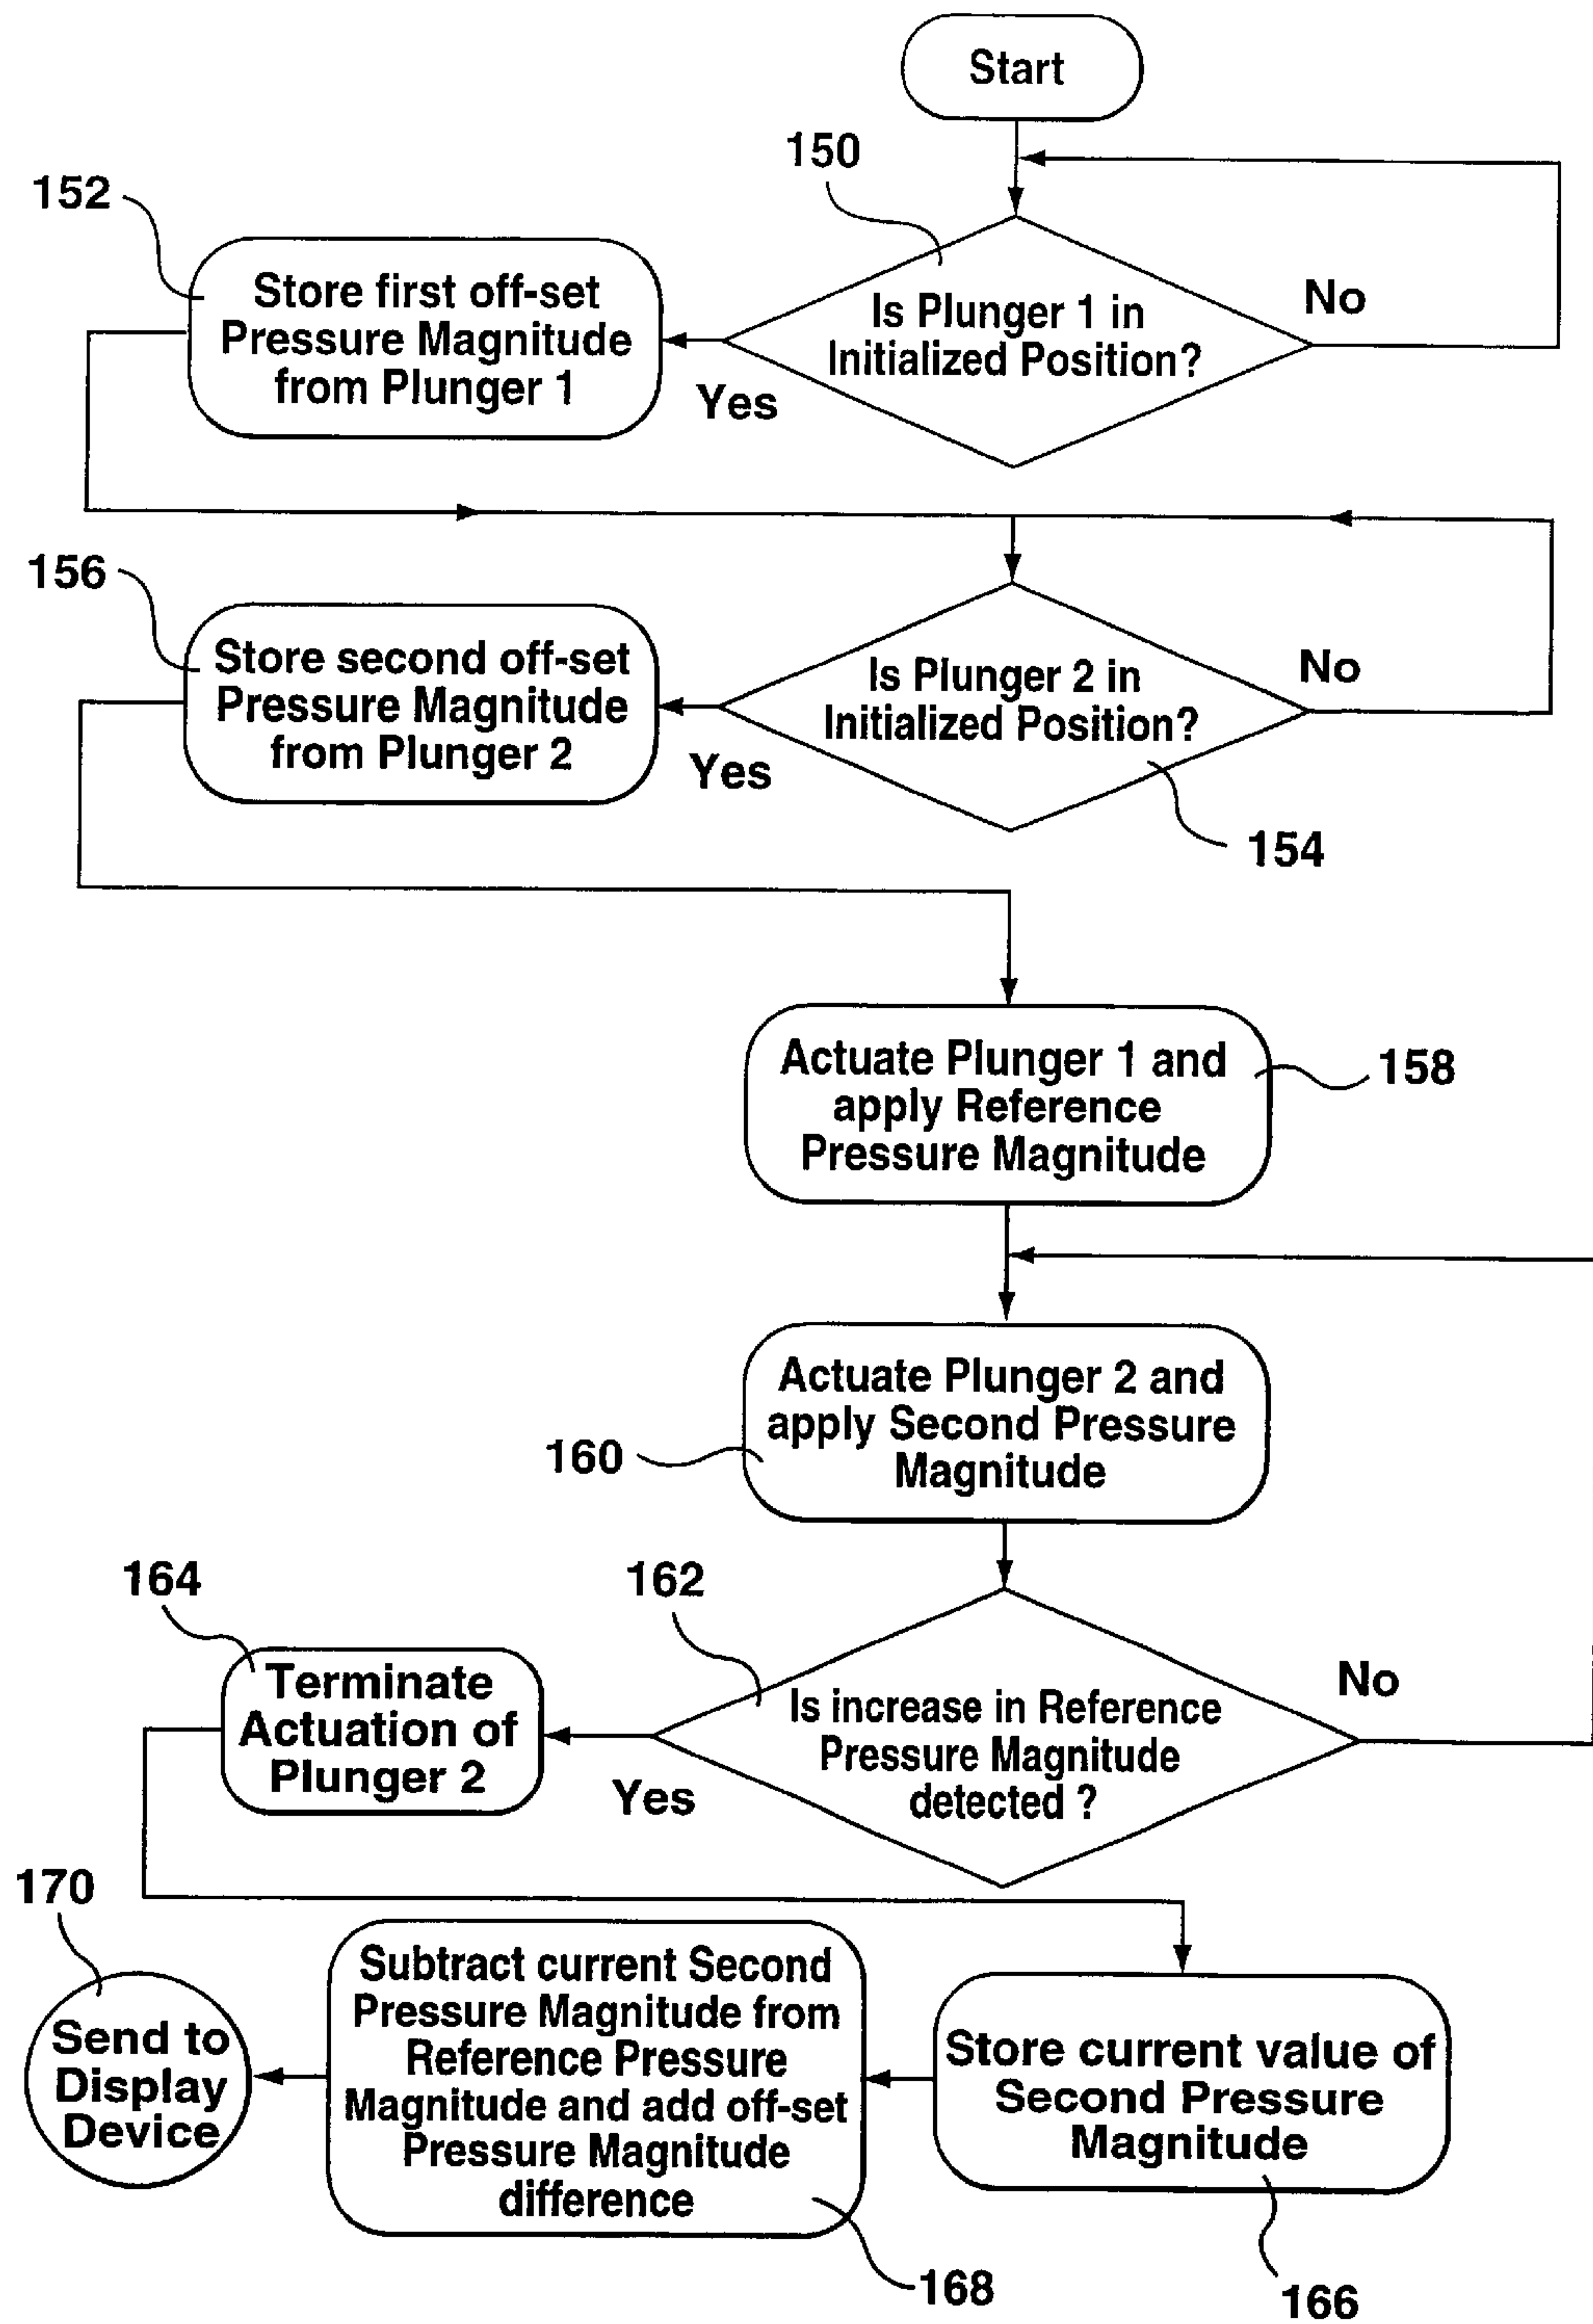 Start
150
152
Store first off-set
Pressure Magnitude
from Plunger 1
Is Plunger 1 in
Initialized Position?
No
Yes
156
Store second off-set
Pressure Magnitude
from Plunger 2
Is Plunger 2 in
Initialized Position?
No
Yes
154
Actuate Plunger 1 and
apply Reference
Pressure Magnitude
158
Actuate Plunger 2 and
apply Second Pressure
Magnitude
160
164
162
Terminate
Actuation of
Plunger 2
Is increase in Reference
Pressure Magnitude
detected ?
No
Yes
170
Send to
Display
Device
Subtract current Second
Pressure Magnitude from
Reference Pressure
Magnitude and add off-set
Pressure Magnitude
difference
Store current value of
Second Pressure
Magnitude
168
166